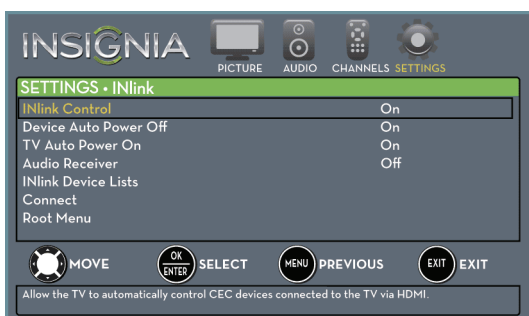 INSIGNIA
PICTURE AUDIO CHANNELS SETTINGS
SETTINGS • INlink
INlink Control On
Device Auto Power Off On
TV Auto Power On On
Audio Receiver Off
INlink Device Lists
Connect
Root Menu
MOVE OK ENTER SELECT MENU PREVIOUS EXIT EXIT
Allow the TV to automatically control CEC devices connected to the TV via HDMI.